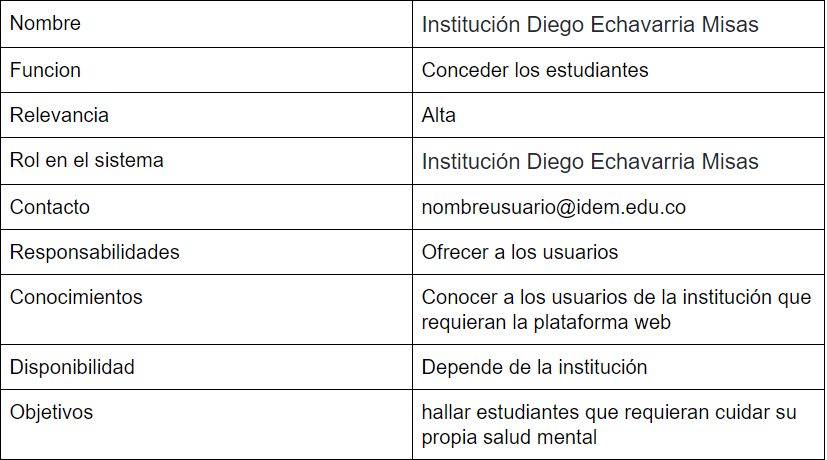 Nombre Institución Diego Echavarria Misas
Funcion Conceder los estudiantes
Relevancia Alta
Rol en el sistema Institución Diego Echavarria Misas
Contacto nombreusuario@idem.edu.co
Responsabilidades Ofrecer a los usuarios
Conocimientos Conocer a los usuarios de la institución que
requieran la plataforma web
Disponibilidad Depende de la institución
Objetivos hallar estudiantes que requieran cuidar su
propia salud mental